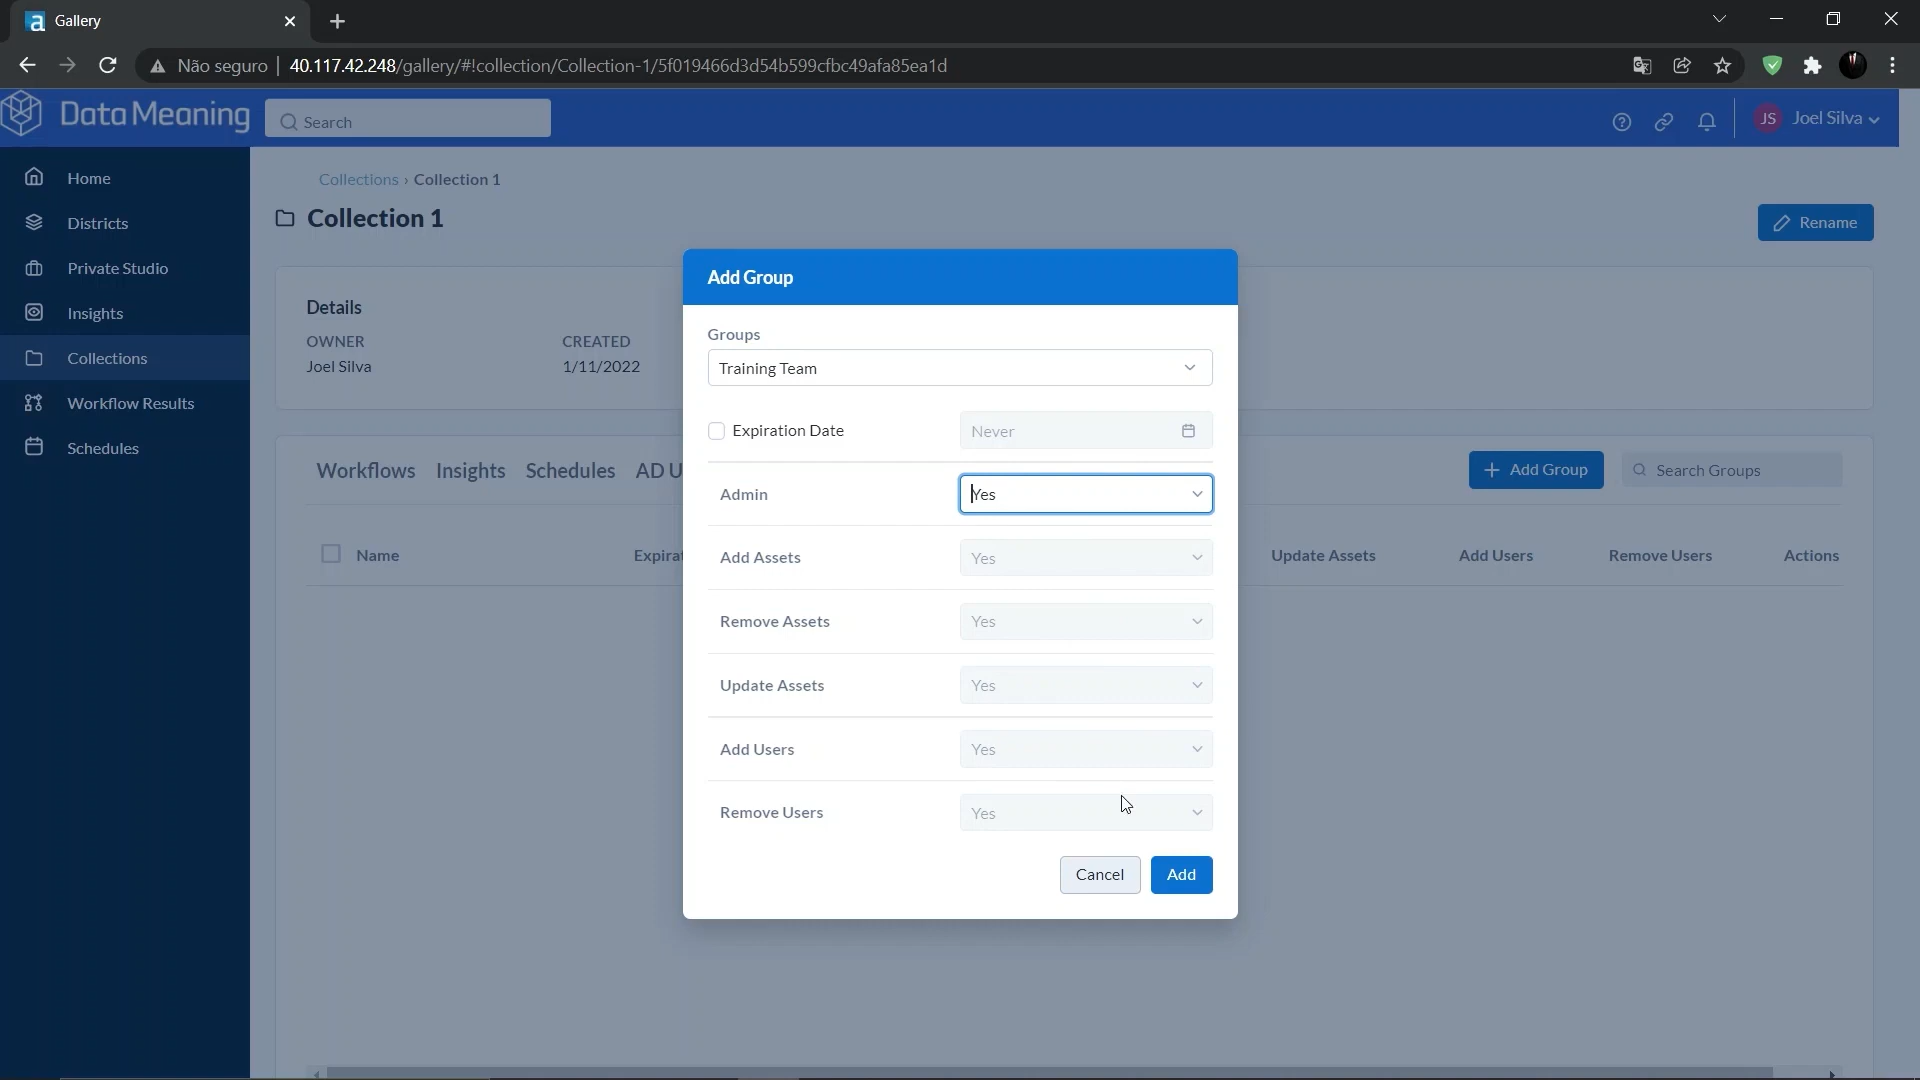 Gallery
Não seguro | 40.117.42.248/gallery/#!collection/Collection-1/5f019466d3d54b599cfbc49afa85ea1d
Data Meaning
Search
JS
Joel Silva
Home
Districts
Private Studio
Insights
Collections
Workflow Results
Schedules
Collections › Collection 1
Collection 1
Rename
Details
OWNER
CREATED
Joel Silva
1/11/2022
Workflows
Insights
Schedules
AD U
Add Group
Search Groups
Name
Expirat
Update Assets
Add Users
Remove Users
Actions
Add Group
Groups
Training Team
Expiration Date
Never
Admin
Yes
Add Assets
Yes
Remove Assets
Yes
Update Assets
Yes
Add Users
Yes
Remove Users
Yes
Cancel
Add